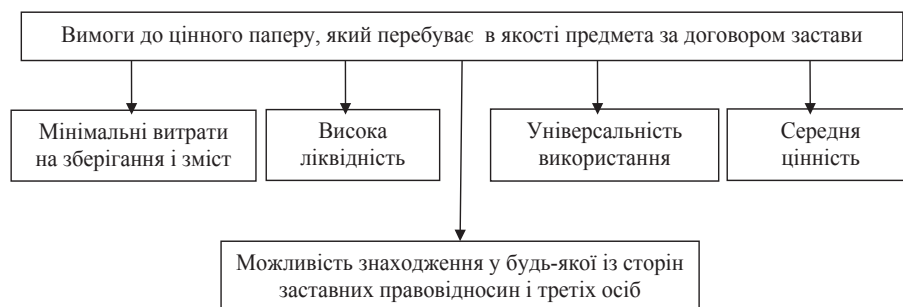 Вимоги до цінного паперу, який перебуває в якості предмета за договором застави
Мінімальні витрати
на зберігання і зміст
Висока
ліквідність
Універсальність
використання
Середня
цінність
Можливість знаходження у будь-якої із сторін
заставних правовідносин і третіх осіб